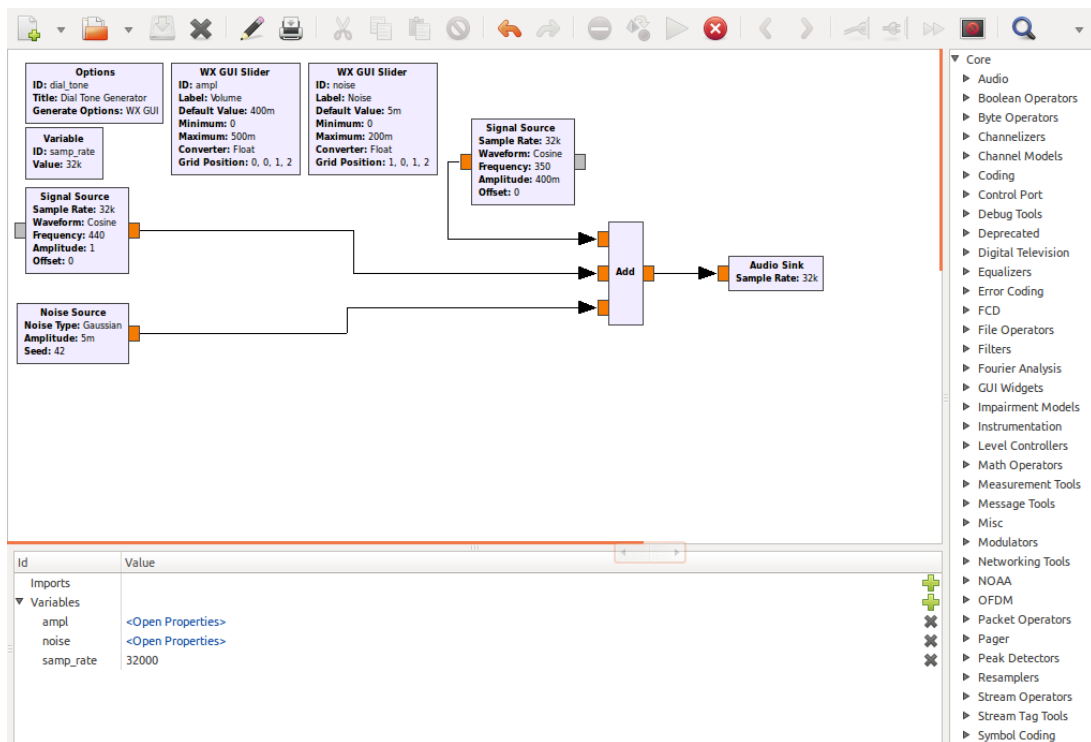 Options
ID: dial_tone
Title: Dial Tone Generator
Generate Options: WX GUI
WX GUI Slider
ID: ampl
Label: Volume
Default Value: 400m
Minimum: 0
Maximum: 500m
Converter: Float
Grid Position: 0, 0, 1, 2
WX GUI Slider
ID: noise
Label: Noise
Default Value: 5m
Minimum: 0
Maximum: 200m
Converter: Float
Grid Position: 1, 0, 1, 2
Variable
ID: samp_rate
Value: 32k
Signal Source
Sample Rate: 32k
Waveform: Cosine
Frequency: 350
Amplitude: 400m
Offset: 0
Signal Source
Sample Rate: 32k
Waveform: Cosine
Frequency: 440
Amplitude: 1
Offset: 0
Add
Audio Sink
Sample Rate: 32k
Noise Source
Noise Type: Gaussian
Amplitude: 5m
Seed: 42
Id Value
Imports
Variables
ampl <Open Properties>
noise <Open Properties>
samp_rate 32000
Core
Audio
Boolean Operators
Byte Operators
Channelizers
Channel Models
Coding
Control Port
Debug Tools
Deprecated
Digital Television
Equalizers
Error Coding
FCD
File Operators
Filters
Fourier Analysis
GUI Widgets
Impairment Models
Instrumentation
Level Controllers
Math Operators
Measurement Tools
Message Tools
Misc
Modulators
Networking Tools
NOAA
OFDM
Packet Operators
Pager
Peak Detectors
Resamplers
Stream Operators
Stream Tag Tools
Symbol Coding